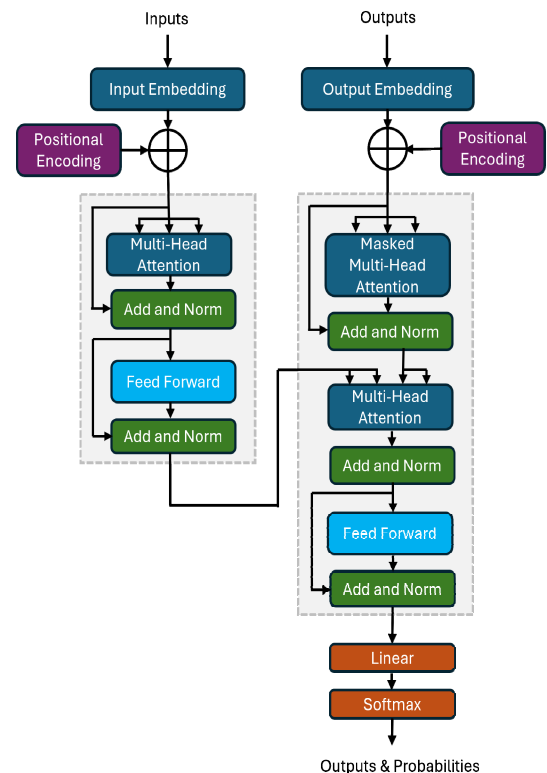 Inputs
Outputs
Input Embedding
Output Embedding
Positional
Encoding
Positional
Encoding
Multi-Head
Attention
Add and Norm
Feed Forward
Add and Norm
Masked
Multi-Head
Attention
Add and Norm
Multi-Head
Attention
Add and Norm
Feed Forward
Add and Norm
Linear
Softmax
Outputs & Probabilities